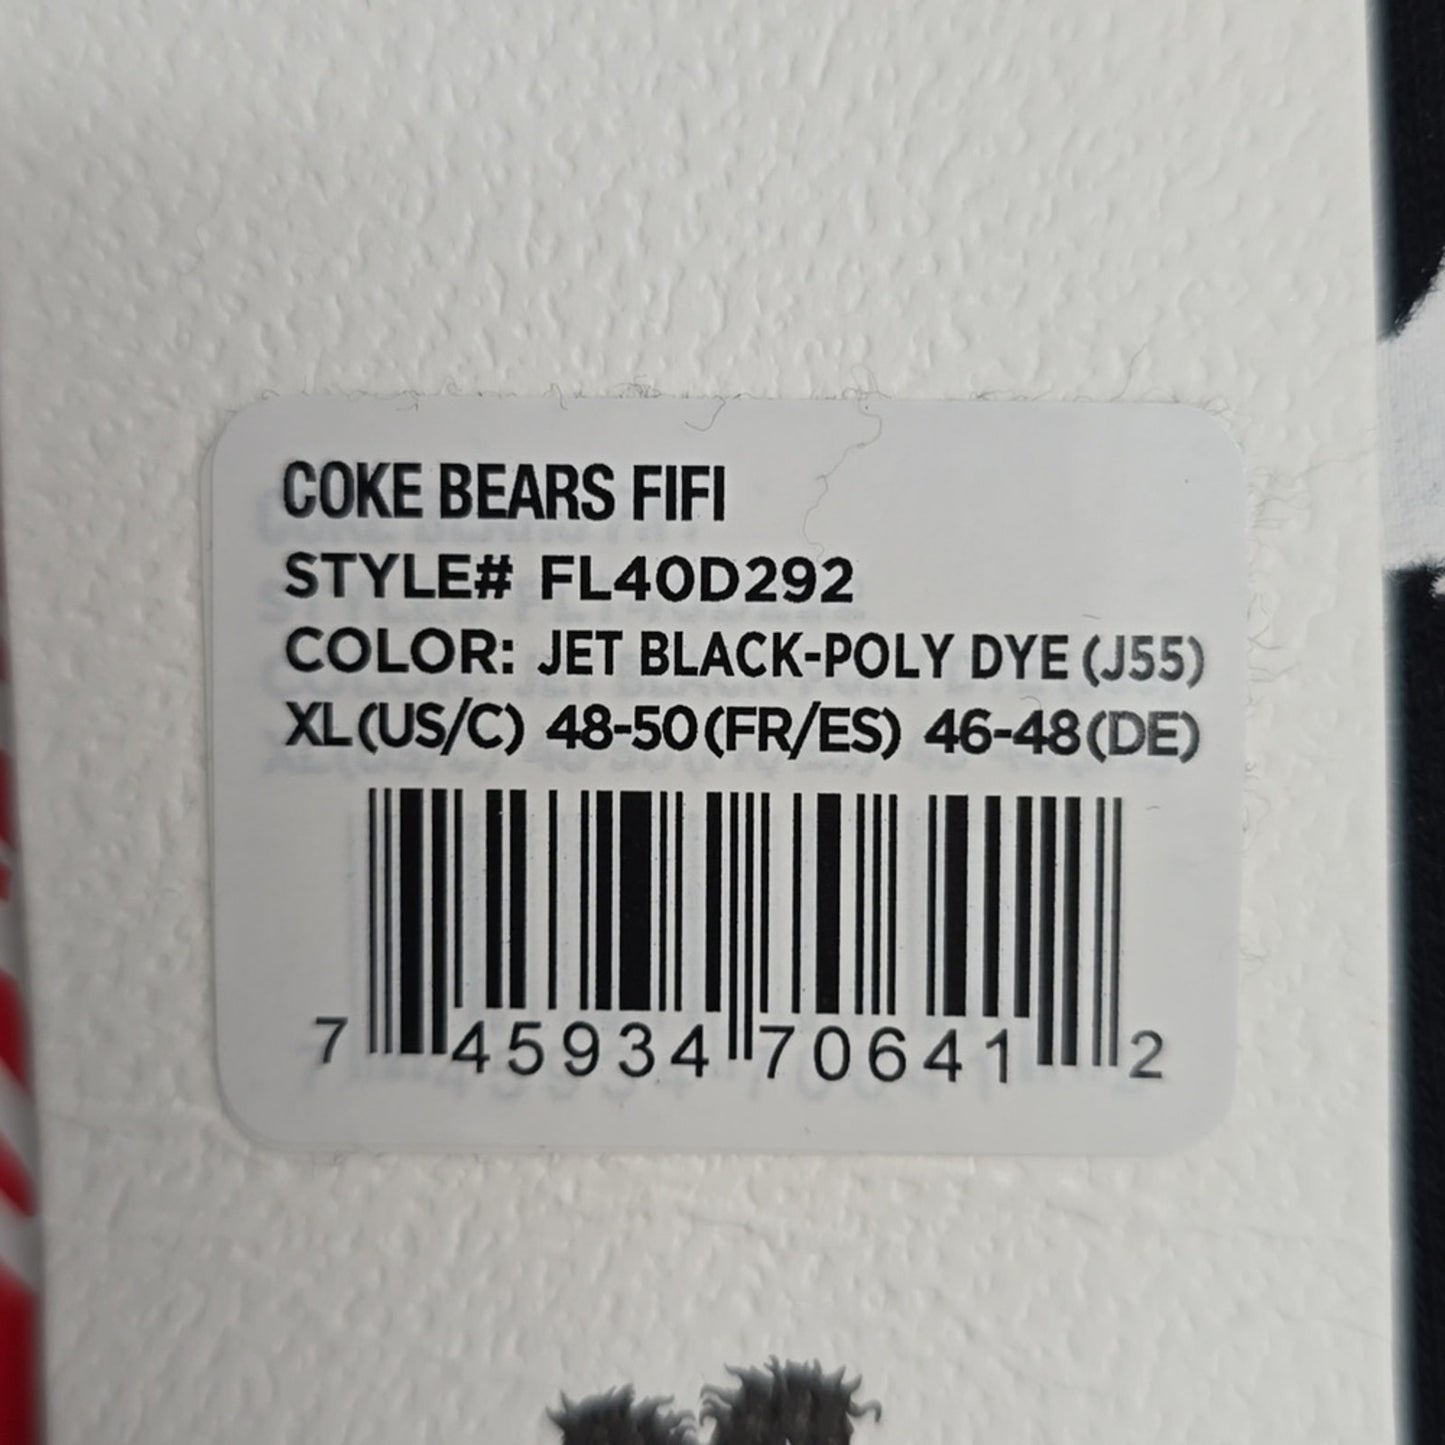 COKE BEARS FIFI
STYLE# FL40D292
COLOR: JET BLACK-POLY DYE (J55)
XL(US/C) 48-50(FR/ES) 46-48(DE)
7 45934 70641 2